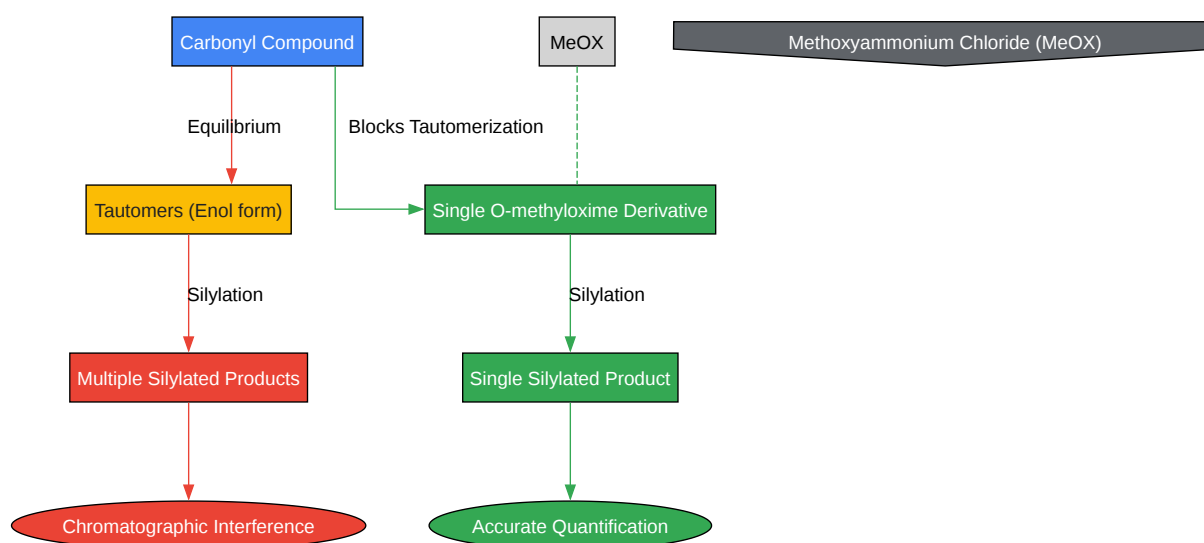 Carbonyl Compound
MeOX
Methoxyammonium Chloride (MeOX)
Equilibrium
Blocks Tautomerization
Tautomers (Enol form)
Single O-methyloxime Derivative
Silylation
Silylation
Multiple Silylated Products
Single Silylated Product
Chromatographic Interference
Accurate Quantification